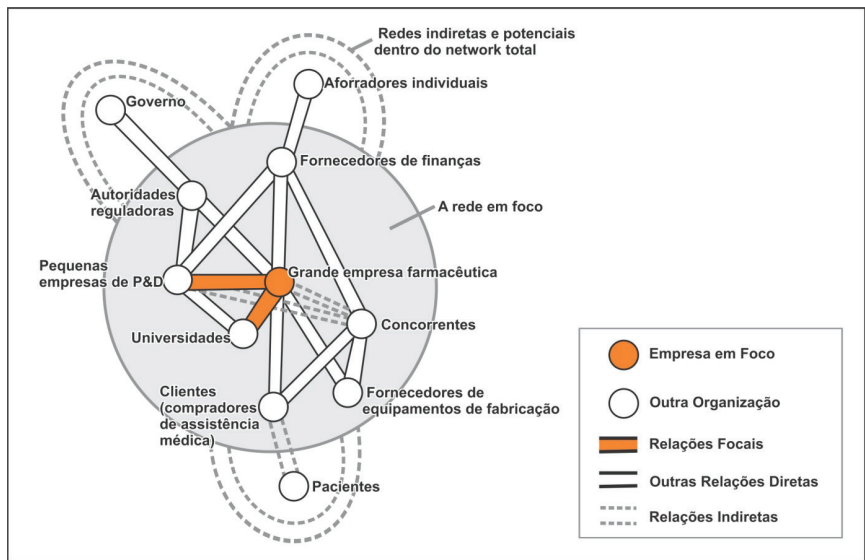 Redes indiretas e potenciais
dentro do network total
Aforradores individuais
Governo
Fornecedores de finanças
Autoridades
reguladoras
A rede em foco
Pequenas
empresas de P&D
Grande empresa farmacêutica
Universidades
Concorrentes
Clientes
(compradores
de assistência
médica)
Fornecedores de
equipamentos de fabricação
Pacientes
Empresa em Foco
Outra Organização
Relações Focais
Outras Relações Diretas
Relações Indiretas